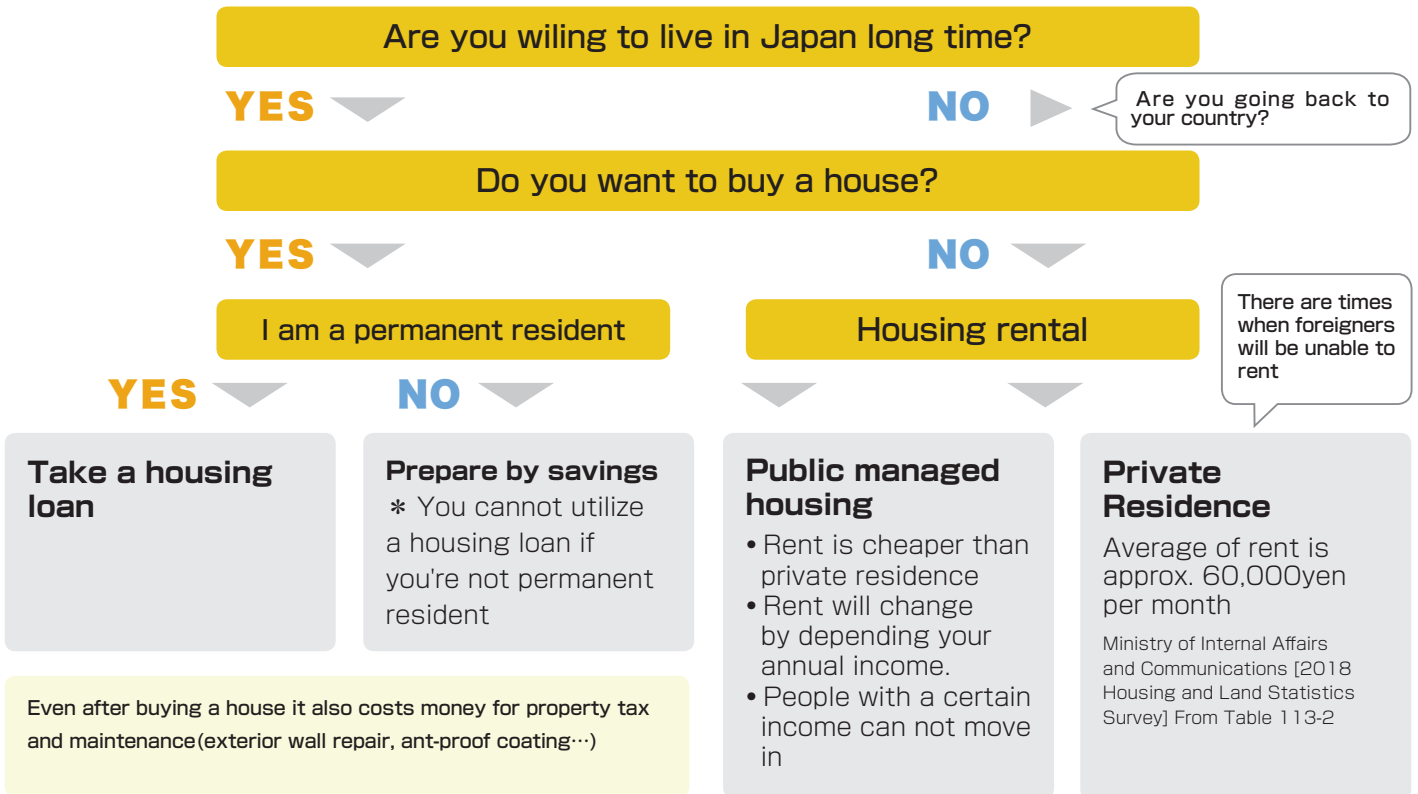 Are you wiling to live in Japan long time?
YES
NO
Are you going back to
your country?
Do you want to buy a house?
YES
NO
I am a permanent resident
Housing rental
There are times
when foreigners
will be unable to
rent
YES
NO
Take a housing
loan
Prepare by savings
* You cannot utilize
a housing loan if
you're not permanent
resident
Public managed
housing
• Rent is cheaper than
private residence
• Rent will change
by depending your
annual income.
• People with a certain
income can not move
in
Private
Residence
Average of rent is
approx. 60,000yen
per month
Ministry of Internal Affairs
and Communications [2018
Housing and Land Statistics
Survey] From Table 113-2
Even after buying a house it also costs money for property tax
and maintenance(exterior wall repair, ant-proof coating…)